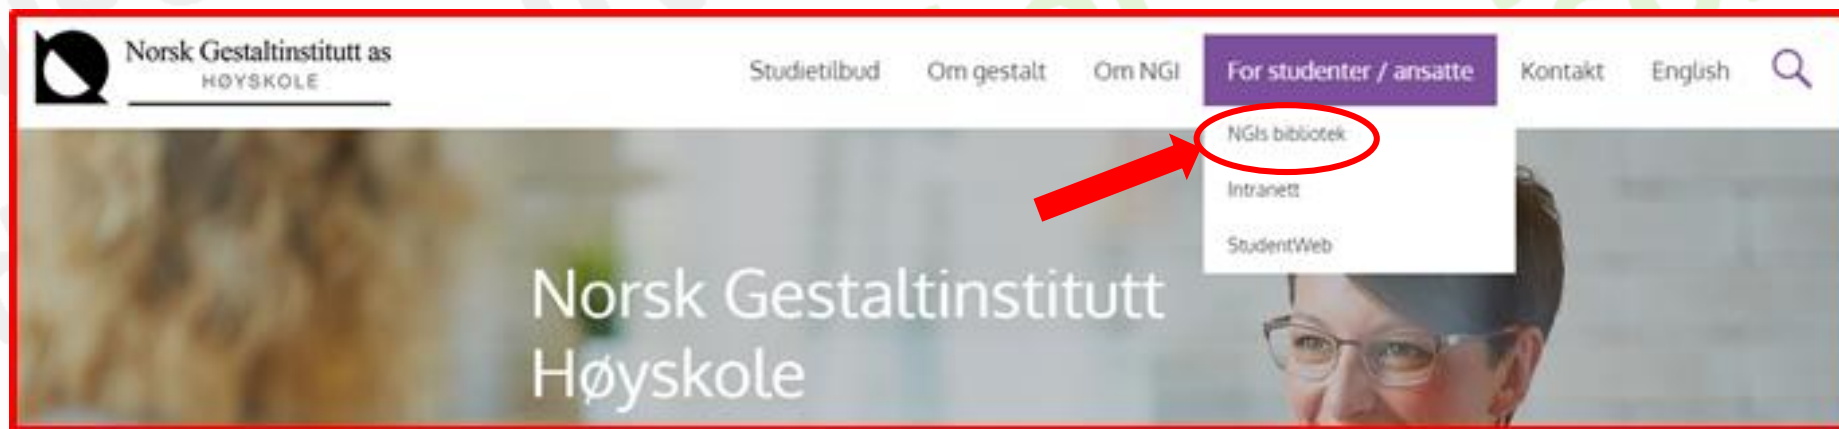 Norsk Gestaltinstitutt as
HØYSKOLE
Studietilbud Om gestalt Om NGI For studenter / ansatte Kontakt English
NGIs bibliotek
Intranett
StudentWeb
Norsk Gestaltinstitutt
Høyskole